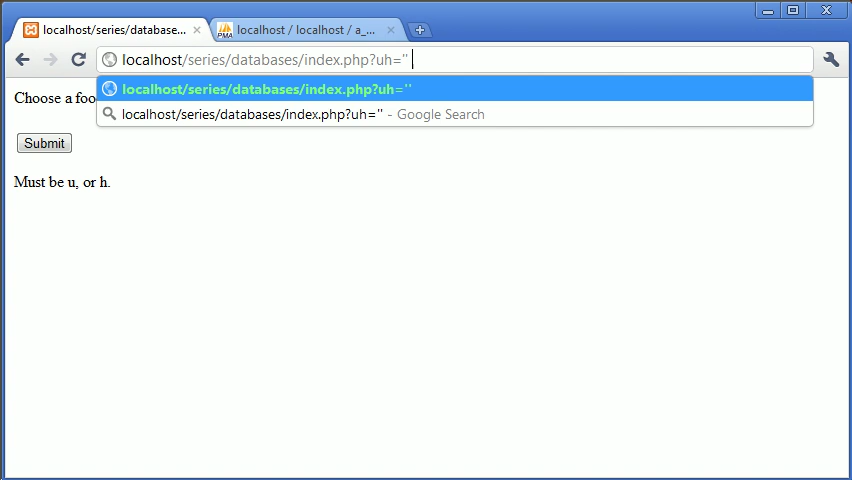 localhost/series/database...
PMA
localhost / localhost / a_...
localhost/series/databases/index.php?uh="
localhost/series/databases/index.php?uh="
localhost/series/databases/index.php?uh=" - Google Search
Choose a foo
Submit
Must be u, or h.